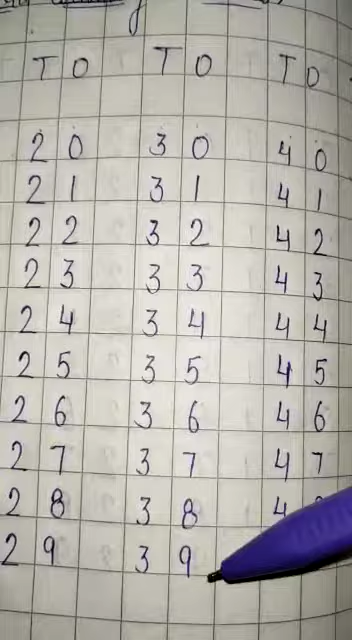 T O T O T O
2 0 3 0 4 0
2 1 3 1 4 1
2 2 3 2 4 2
2 3 3 3 4 3
2 4 3 4 4 4
2 5 3 5 4 5
2 6 3 6 4 6
2 7 3 7 4 7
2 8 3 8 4
2 9 3 9